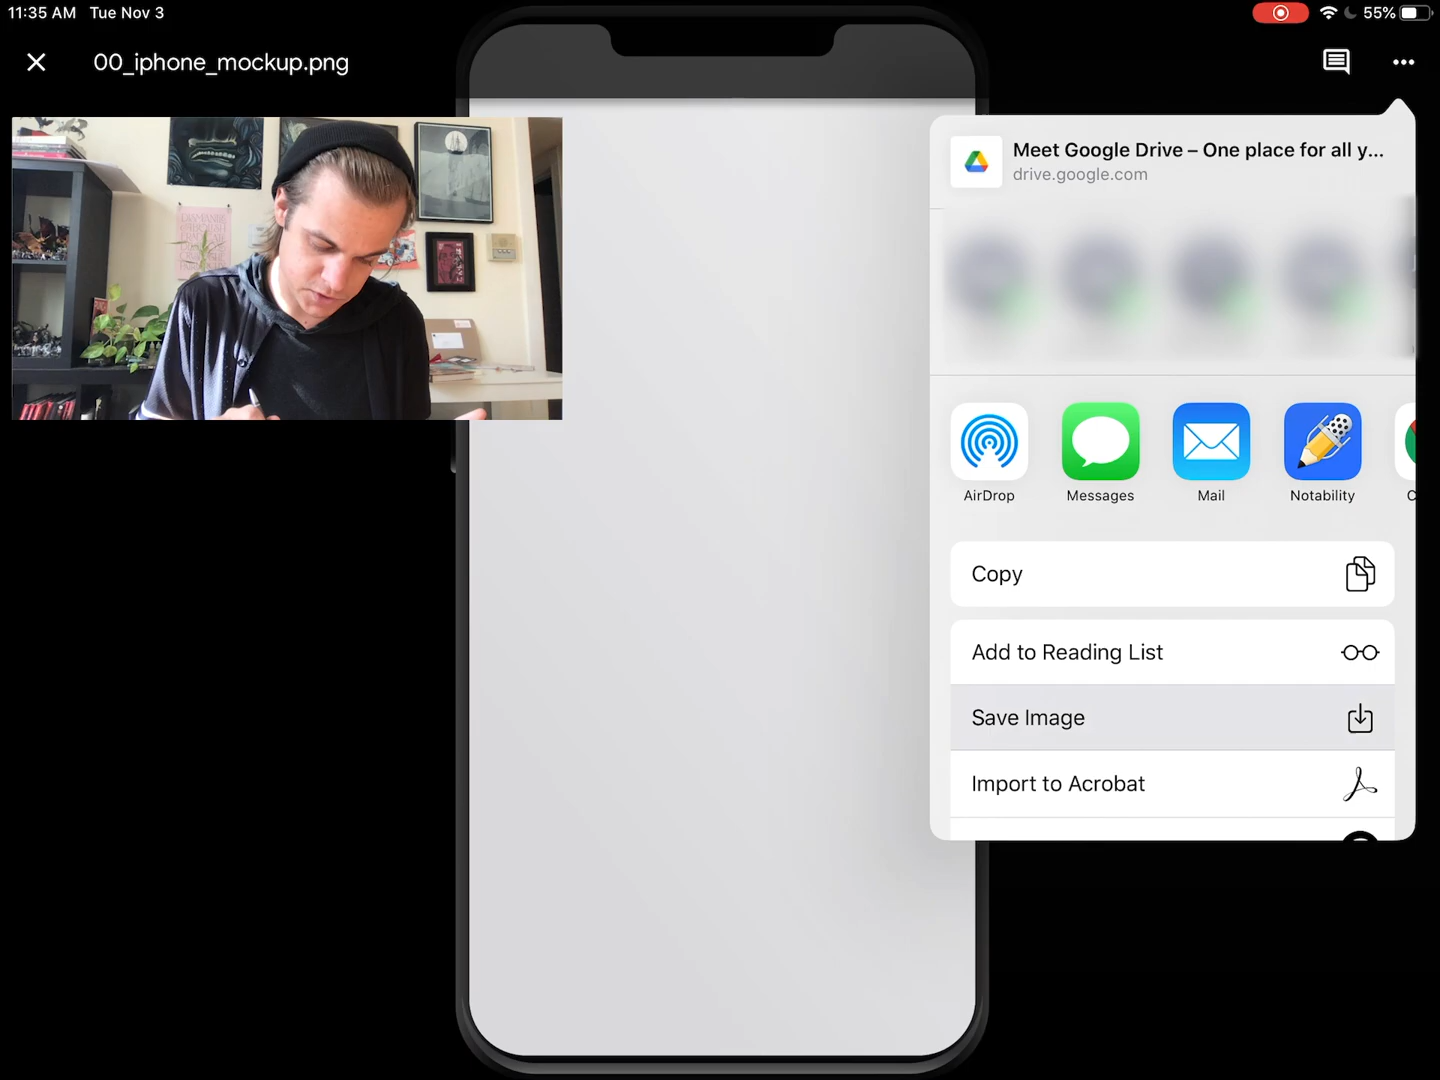 11:35 AM Tue Nov 3
55%
00_iphone_mockup.png
Meet Google Drive – One place for all y...
drive.google.com
AirDrop
Messages
Mail
Notability
C
Copy
Add to Reading List
Save Image
Import to Acrobat